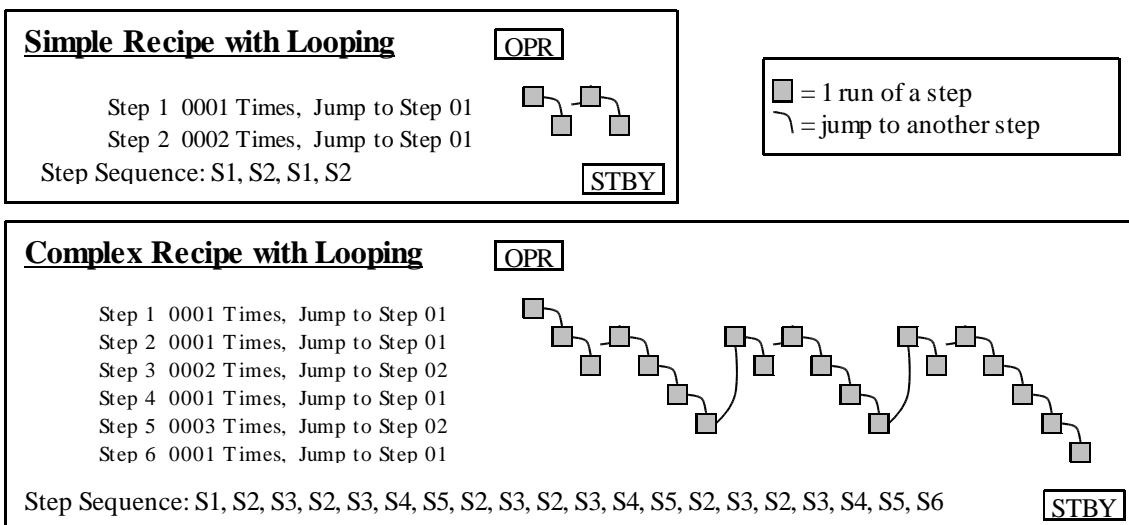 Simple Recipe with Looping
OPR
Step 1 0001 Times, Jump to Step 01
Step 2 0002 Times, Jump to Step 01
Step Sequence: S1, S2, S1, S2
STBY
= 1 run of a step
= jump to another step
Complex Recipe with Looping
OPR
Step 1 0001 Times, Jump to Step 01
Step 2 0001 Times, Jump to Step 01
Step 3 0002 Times, Jump to Step 02
Step 4 0001 Times, Jump to Step 01
Step 5 0003 Times, Jump to Step 02
Step 6 0001 Times, Jump to Step 01
Step Sequence: S1, S2, S3, S2, S3, S4, S5, S2, S3, S2, S3, S4, S5, S2, S3, S2, S3, S4, S5, S6
STBY